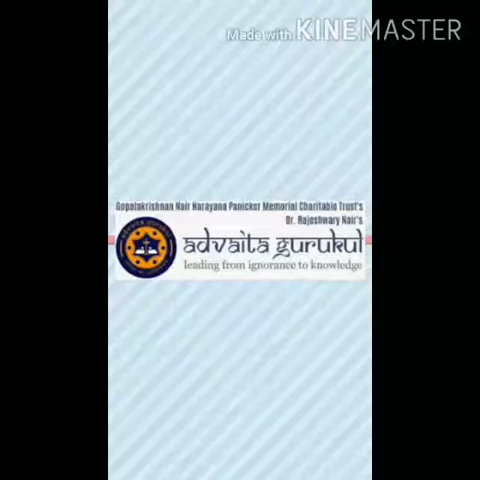 Made with KINEMASTER
Gopalakrishnan Nair Narayana Panicker Memorial Charitable Trust's
Dr. Rajeshwary Nair's
advaita gurukul
leading from ignorance to knowledge